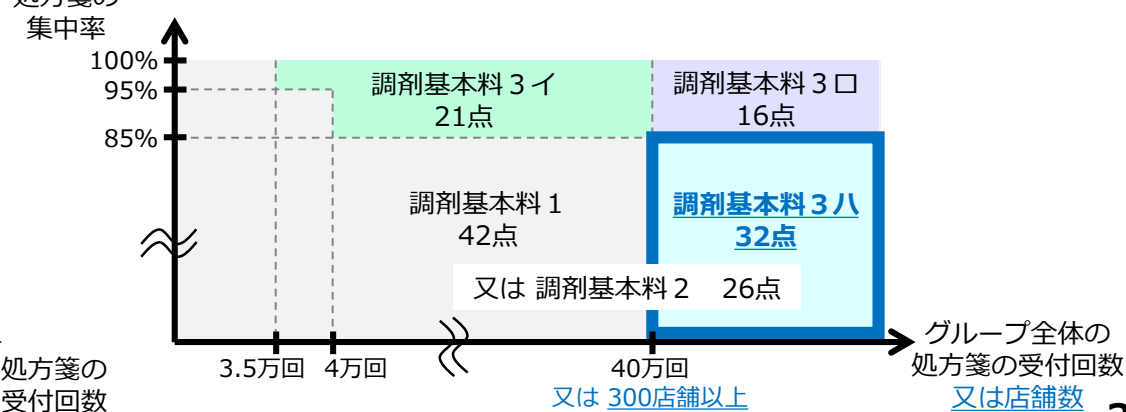 処方箋の
集中率
100%
95%
85%
調剤基本料３イ
21点
調剤基本料３ロ
16点
調剤基本料１
42点
調剤基本料３ハ
32点
又は 調剤基本料２ 26点
3.5万回
4万回
40万回
又は 300店舗以上
グループ全体の
処方箋の受付回数
又は店舗数
処方箋の
受付回数